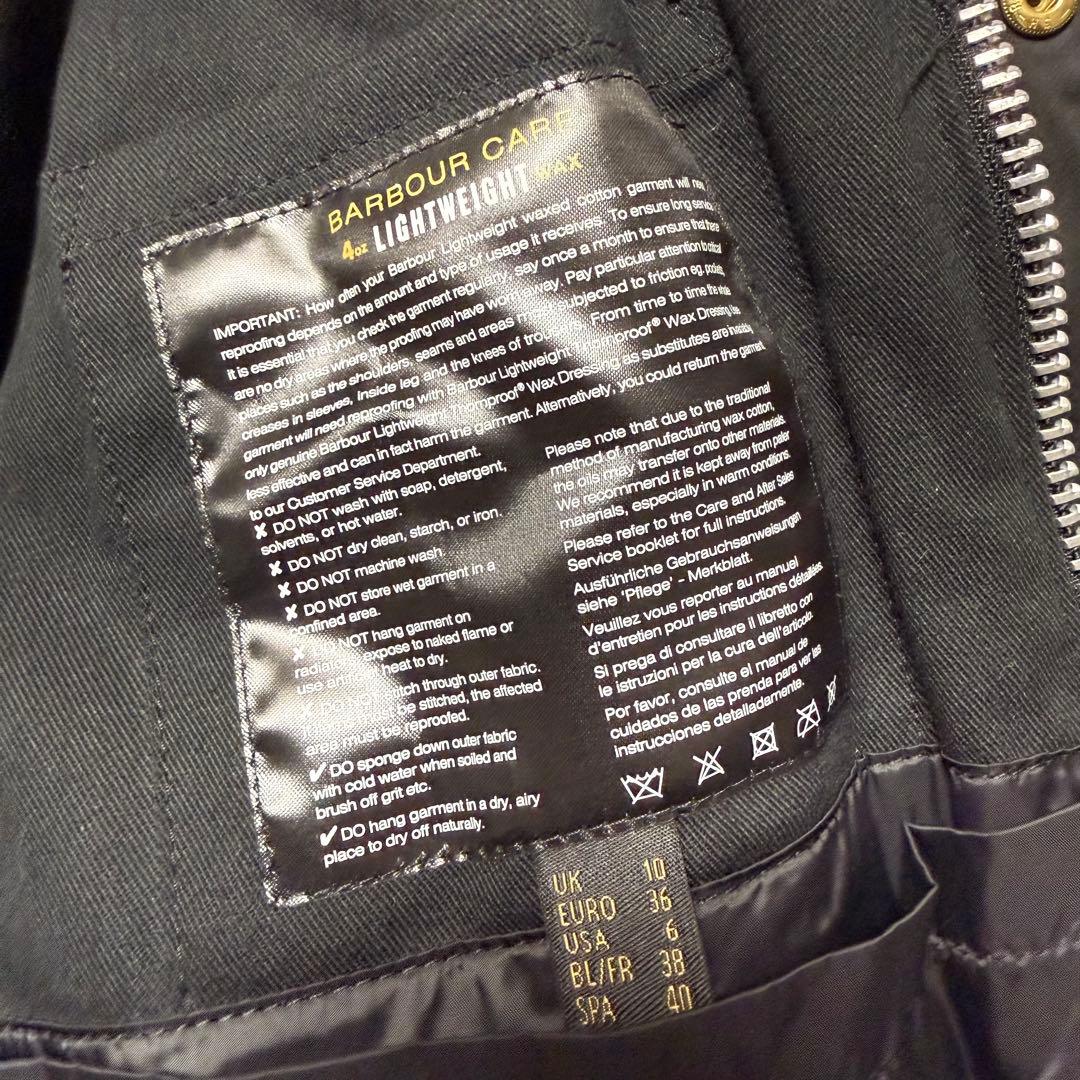 BARBOUR CARE
4oz LIGHTWEIGHT WAX
IMPORTANT: How often your Barbour Lightweight waxed cotton garment will need
reproofing depends on the amount and type of usage it receives. To ensure long service
it is essential that you check the garment regularly, say once a month to ensure that there
are no dry areas where the proofing may have worn away. Pay particular attention to critical
places such as the shoulders, seams and areas subjected to friction eg. pockets,
creases in sleeves, Inside leg and the knees of trousers. From time to time the whole
garment will need reproofing with Barbour Lightweight Thornproof® Wax Dressing. Use
only genuine Barbour Lightweight Thornproof® Wax Dressing as substitutes are invariably
less effective and can in fact harm the garment. Alternatively, you could return the garment
to our Customer Service Department.
✘ DO NOT wash with soap, detergent,
solvents, or hot water.
✘ DO NOT dry clean, starch, or iron.
✘ DO NOT machine wash.
✘ DO NOT store wet garment in a
confined area.
✘ DO NOT hang garment on
expose to naked flame or
use heat to dry.
stitch through outer fabric.
be stitched, the affected
area must be reproofed.
✔ DO sponge down outer fabric
with cold water when soiled and
brush off grit etc.
✔ DO hang garment in a dry, airy
place to dry off naturally.
Please note that due to the traditional
method of manufacturing wax cotton,
the oils may transfer onto other materials.
We recommend it is kept away from paler
materials, especially in warm conditions.
Please refer to the Care and After Sales
Service booklet for full instructions.
Ausführliche Gebrauchsanweisungen
siehe 'Pflege' - Merkblatt.
Veuillez vous reporter au manuel
d'entretien pour les instructions détaillées.
Si prega di consultare il libretto con
le istruzioni per la cura dell'articolo.
Por favor, consulte el manual de
cuidados de las prenda para ver las
instrucciones detalladamente.
UK 10
EURO 36
USA 6
BL/FR 38
SPA 40